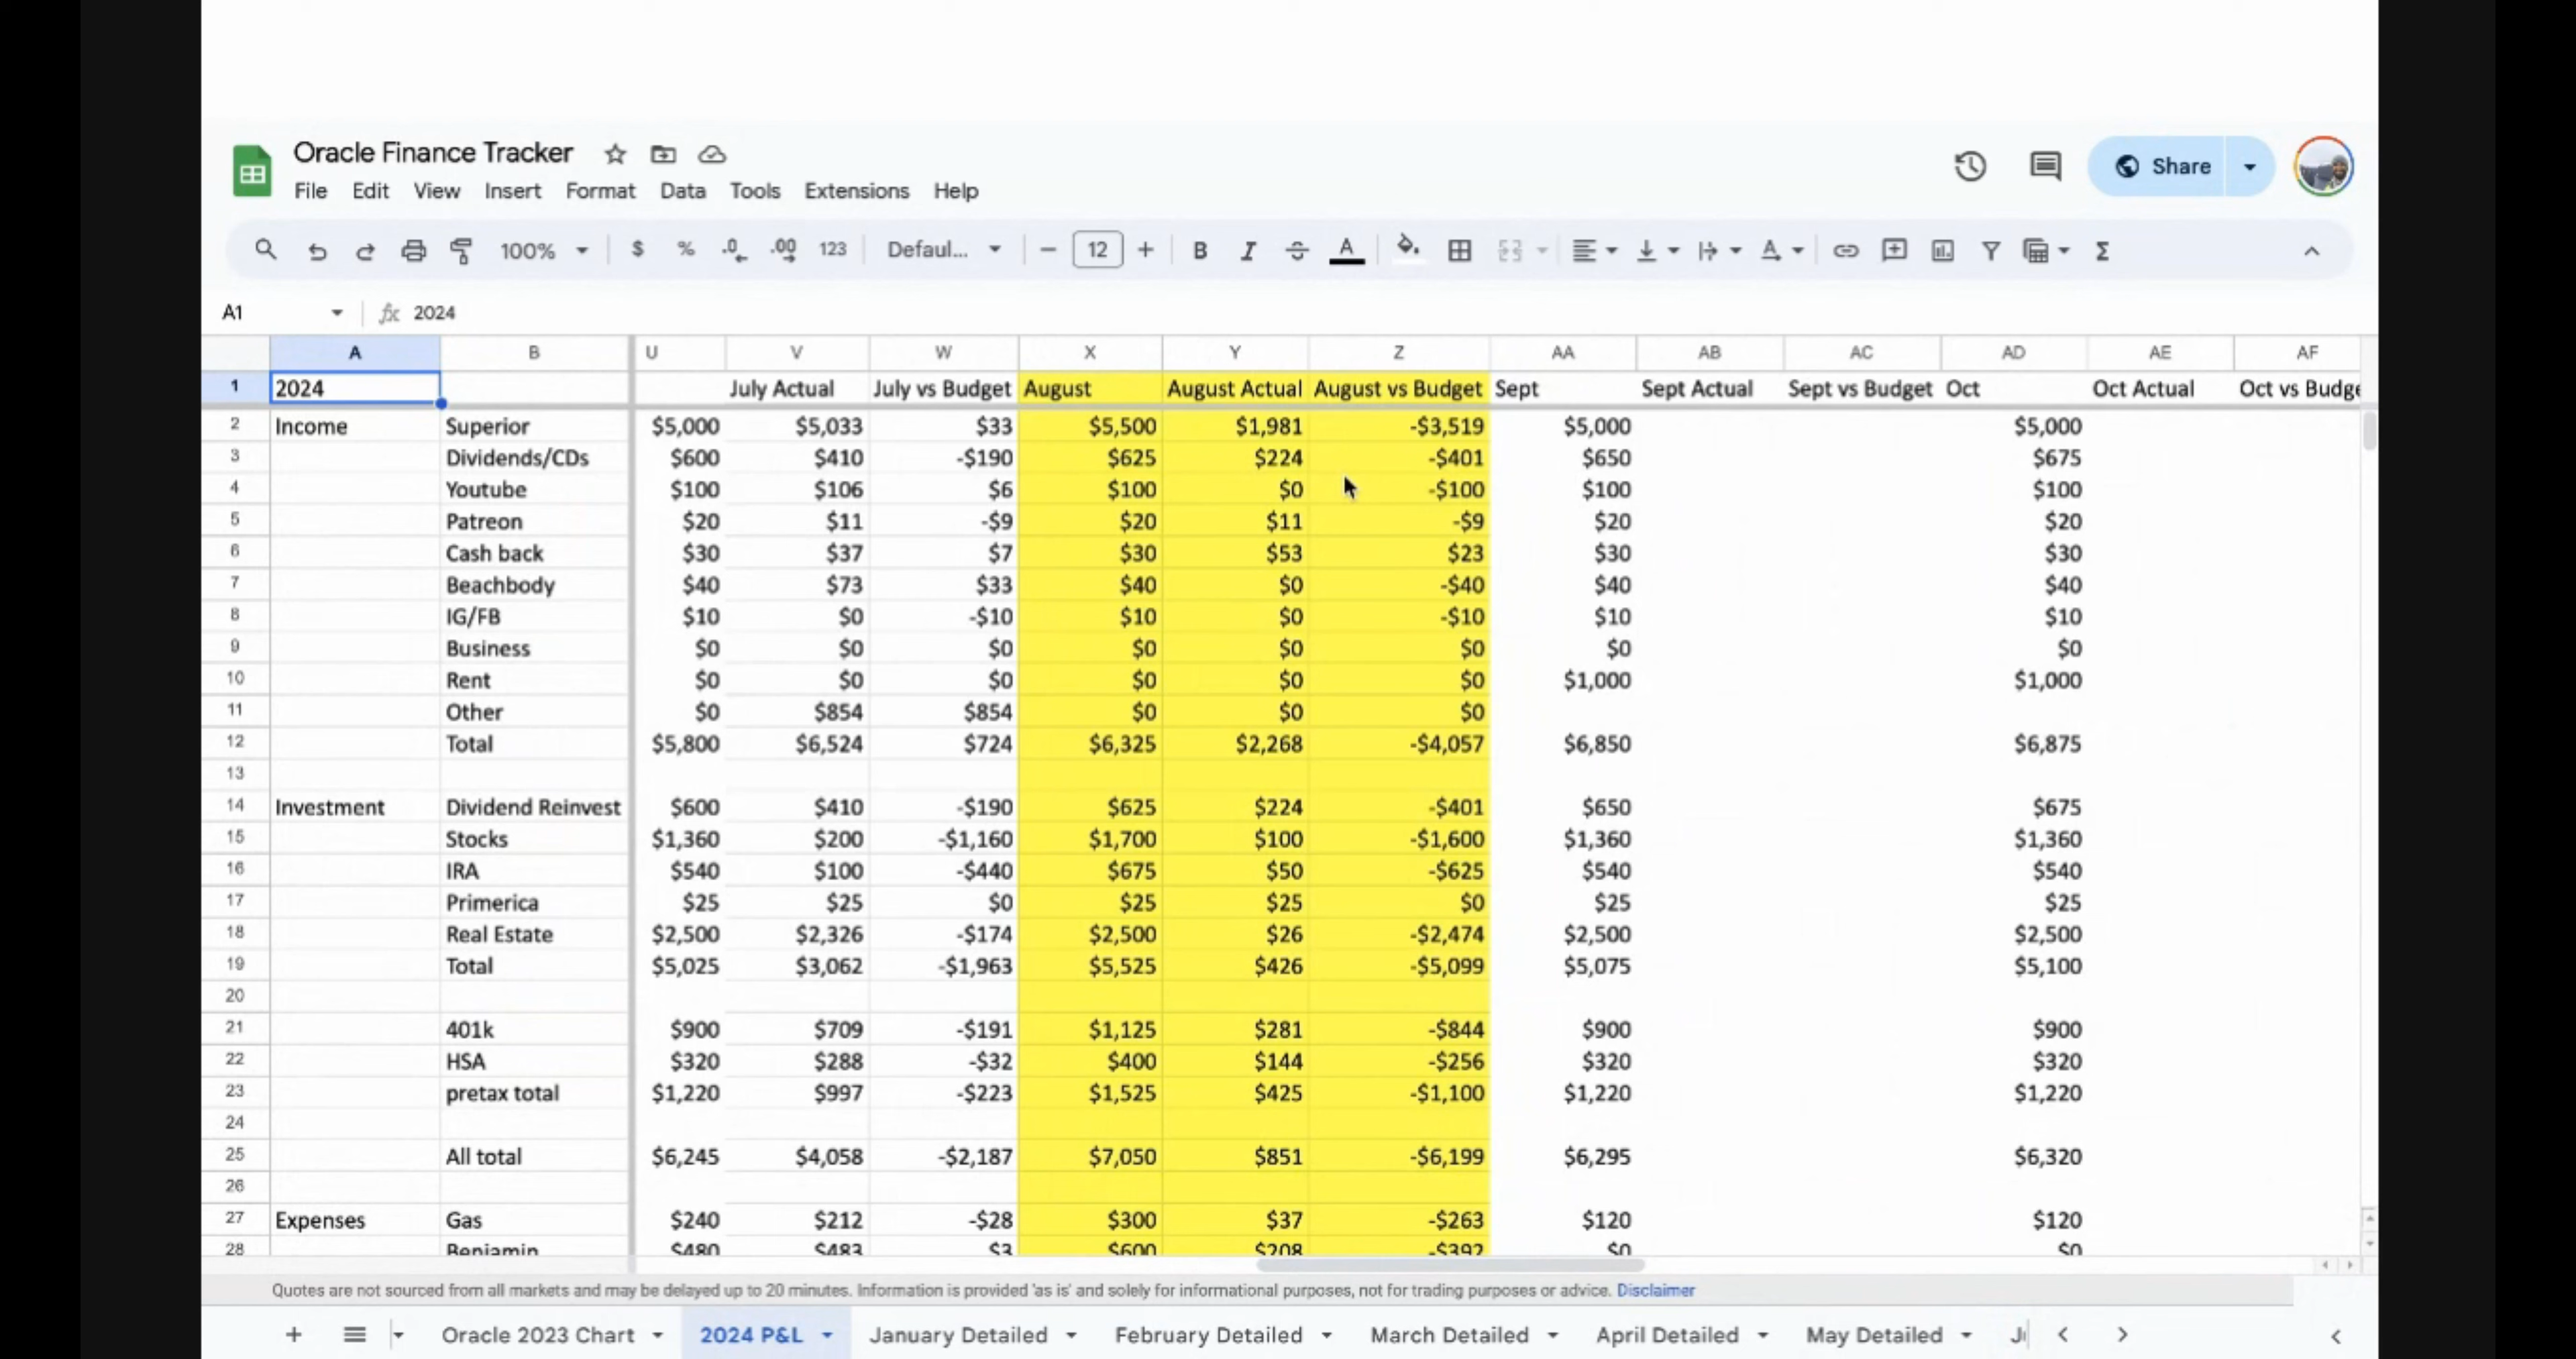 Oracle Finance Tracker
Share
File Edit View Insert Format Data Tools Extensions Help
100% $ % .0 .00 123 Defaul... 12 B I A Σ
A1 fx 2024
A B U V W X Y Z AA AB AC AD AE AF
1 2024 July Actual July vs Budget August August Actual August vs Budget Sept Sept Actual Sept vs Budget Oct Oct Actual Oct vs Budge
2 Income Superior $5,000 $5,033 $33 $5,500 $1,981 -$3,519 $5,000 $5,000
3 Dividends/CDs $600 $410 -$190 $625 $224 -$401 $650 $675
4 Youtube $100 $106 $6 $100 $0 -$100 $100 $100
5 Patreon $20 $11 -$9 $20 $11 -$9 $20 $20
6 Cash back $30 $37 $7 $30 $53 $23 $30 $30
7 Beachbody $40 $73 $33 $40 $0 -$40 $40 $40
8 IG/FB $10 $0 -$10 $10 $0 -$10 $10 $10
9 Business $0 $0 $0 $0 $0 $0 $0 $0
10 Rent $0 $0 $0 $0 $0 $0 $1,000 $1,000
11 Other $0 $854 $854 $0 $0 $0
12 Total $5,800 $6,524 $724 $6,325 $2,268 -$4,057 $6,850 $6,875
13
14 Investment Dividend Reinvest $600 $410 -$190 $625 $224 -$401 $650 $675
15 Stocks $1,360 $200 -$1,160 $1,700 $100 -$1,600 $1,360 $1,360
16 IRA $540 $100 -$440 $675 $50 -$625 $540 $540
17 Primerica $25 $25 $0 $25 $25 $0 $25 $25
18 Real Estate $2,500 $2,326 -$174 $2,500 $26 -$2,474 $2,500 $2,500
19 Total $5,025 $3,062 -$1,963 $5,525 $426 -$5,099 $5,075 $5,100
20
21 401k $900 $709 -$191 $1,125 $281 -$844 $900 $900
22 HSA $320 $288 -$32 $400 $144 -$256 $320 $320
23 pretax total $1,220 $997 -$223 $1,525 $425 -$1,100 $1,220 $1,220
24
25 All total $6,245 $4,058 -$2,187 $7,050 $851 -$6,199 $6,295 $6,320
26
27 Expenses Gas $240 $212 -$28 $300 $37 -$263 $120 $120
28 Benjamin $480 $483 $3 $600 $208 -$392 $0 $0
Quotes are not sourced from all markets and may be delayed up to 20 minutes. Information is provided 'as is' and solely for informational purposes, not for trading purposes or advice. Disclaimer
Oracle 2023 Chart 2024 P&L January Detailed February Detailed March Detailed April Detailed May Detailed